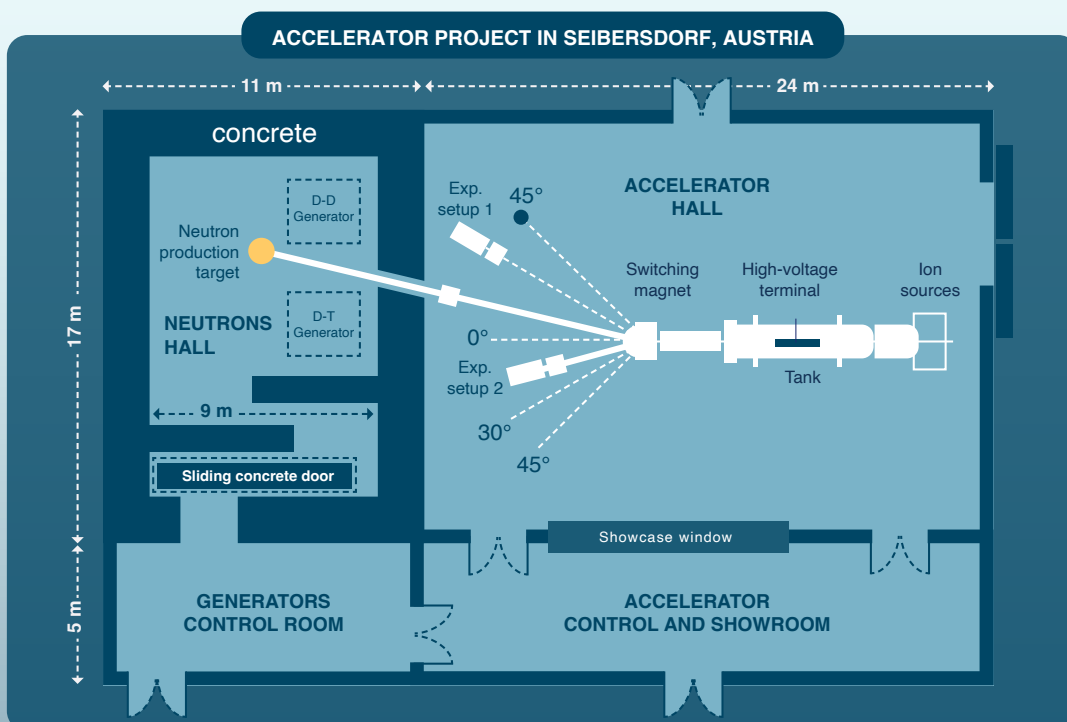 ACCELERATOR PROJECT IN SEIBERSDORF, AUSTRIA
11 m
24 m
17 m
5 m
concrete
D-D
Generator
Neutron
production
target
D-T
Generator
NEUTRONS
HALL
9 m
Sliding concrete door
Exp.
setup 1
45°
ACCELERATOR
HALL
Switching
magnet
High-voltage
terminal
Ion
sources
0°
Exp.
setup 2
Tank
30°
45°
Showcase window
GENERATORS
CONTROL ROOM
ACCELERATOR
CONTROL AND SHOWROOM